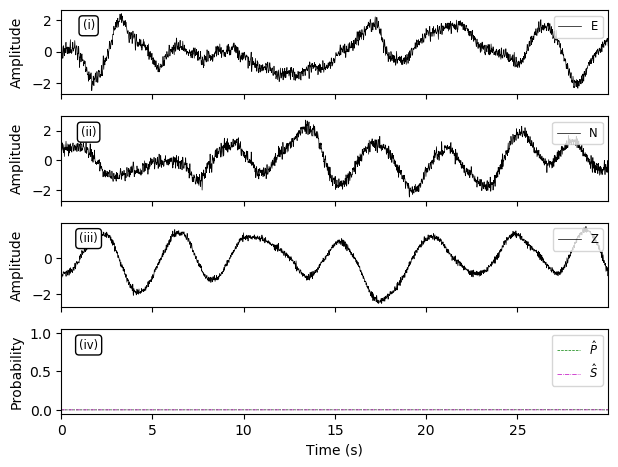 (i)
E
Amplitude
2
0
−2
(ii)
N
Amplitude
2
0
−2
(iii)
Z
Amplitude
0
−2
(iv)
P̂
Ŝ
Probability
1.0
0.5
0.0
0 5 10 15 20 25
Time (s)